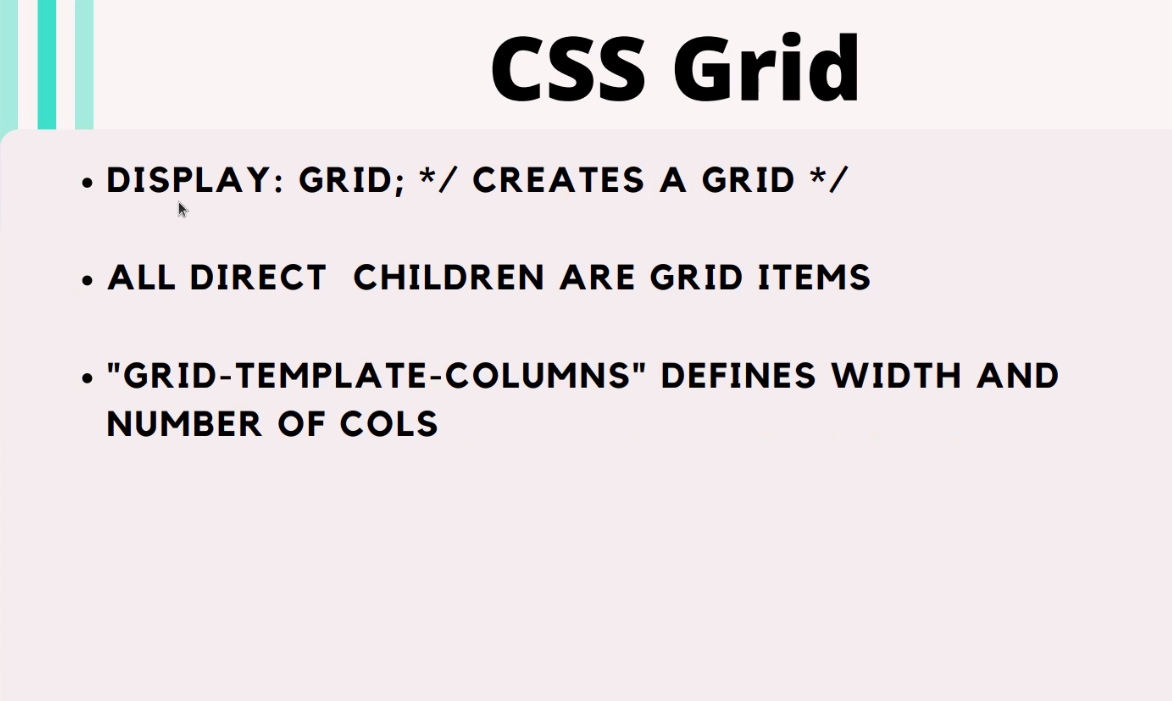 CSS Grid
• DISPLAY: GRID; */ CREATES A GRID */
• ALL DIRECT  CHILDREN ARE GRID ITEMS
• "GRID-TEMPLATE-COLUMNS" DEFINES WIDTH AND
NUMBER OF COLS